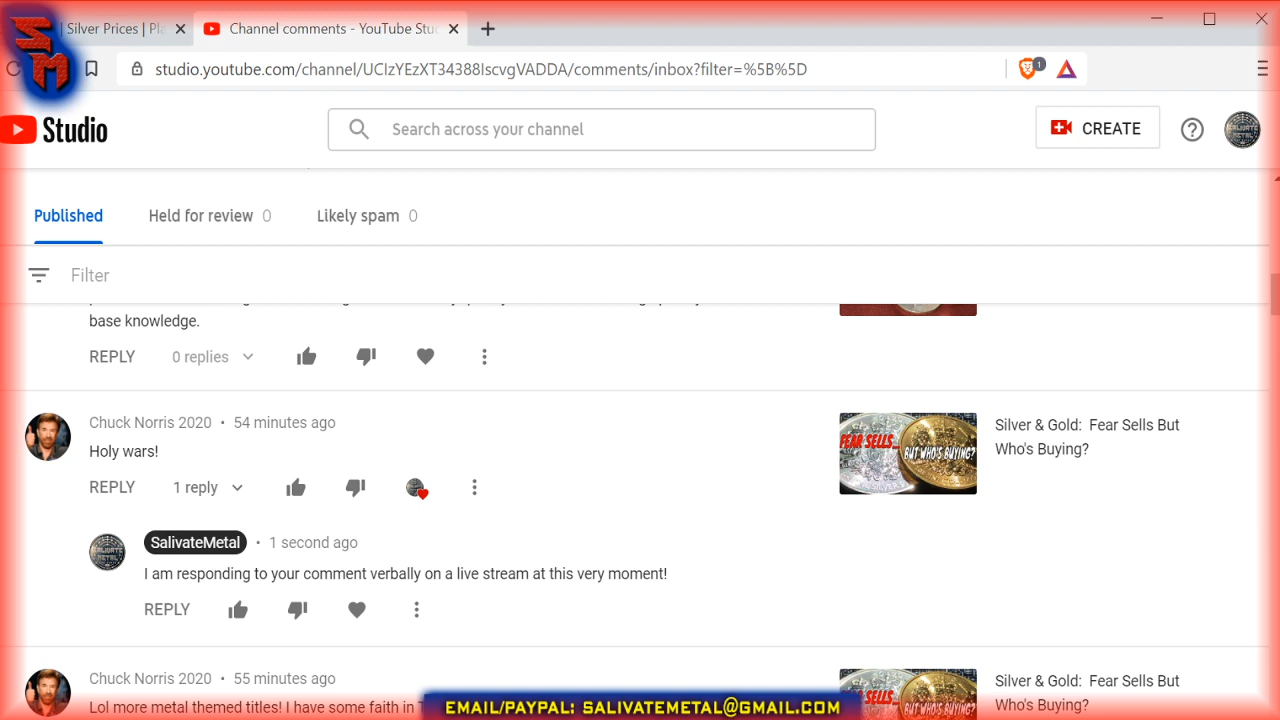 SM
| Silver Prices | Pla
Channel comments - YouTube Stu
studio.youtube.com/channel/UClzYEzXT34388IscvgVADDA/comments/inbox?filter=%5B%5D
1
Studio
Search across your channel
CREATE
Published
Held for review 0
Likely spam 0
Filter
base knowledge.
REPLY
0 replies
Chuck Norris 2020 • 54 minutes ago
Holy wars!
REPLY
1 reply
FEAR SELLS...
BUT WHO'S BUYING?
Silver & Gold: Fear Sells But
Who's Buying?
SalivateMetal • 1 second ago
I am responding to your comment verbally on a live stream at this very moment!
REPLY
Chuck Norris 2020 • 55 minutes ago
Lol more metal themed titles! I have some faith in
Silver & Gold: Fear Sells But
Who's Buying?
EMAIL/PAYPAL: SALIVATEMETAL@GMAIL.COM